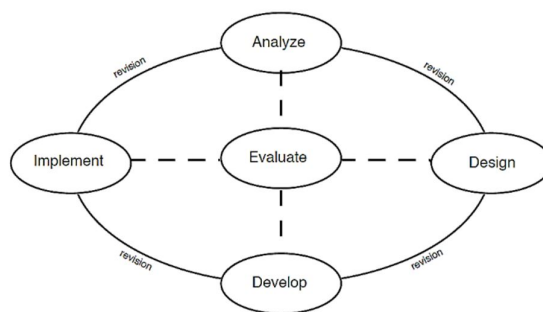 Analyze
revision
revision
Implement
Evaluate
Design
revision
revision
Develop